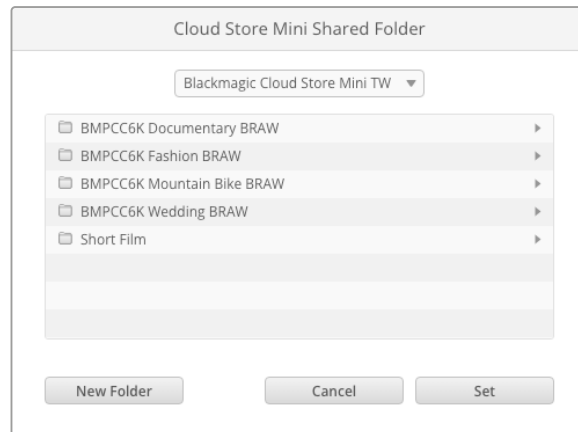 Cloud Store Mini Shared Folder
Blackmagic Cloud Store Mini TW
BMPCC6K Documentary BRAW
BMPCC6K Fashion BRAW
BMPCC6K Mountain Bike BRAW
BMPCC6K Wedding BRAW
Short Film
New Folder Cancel Set